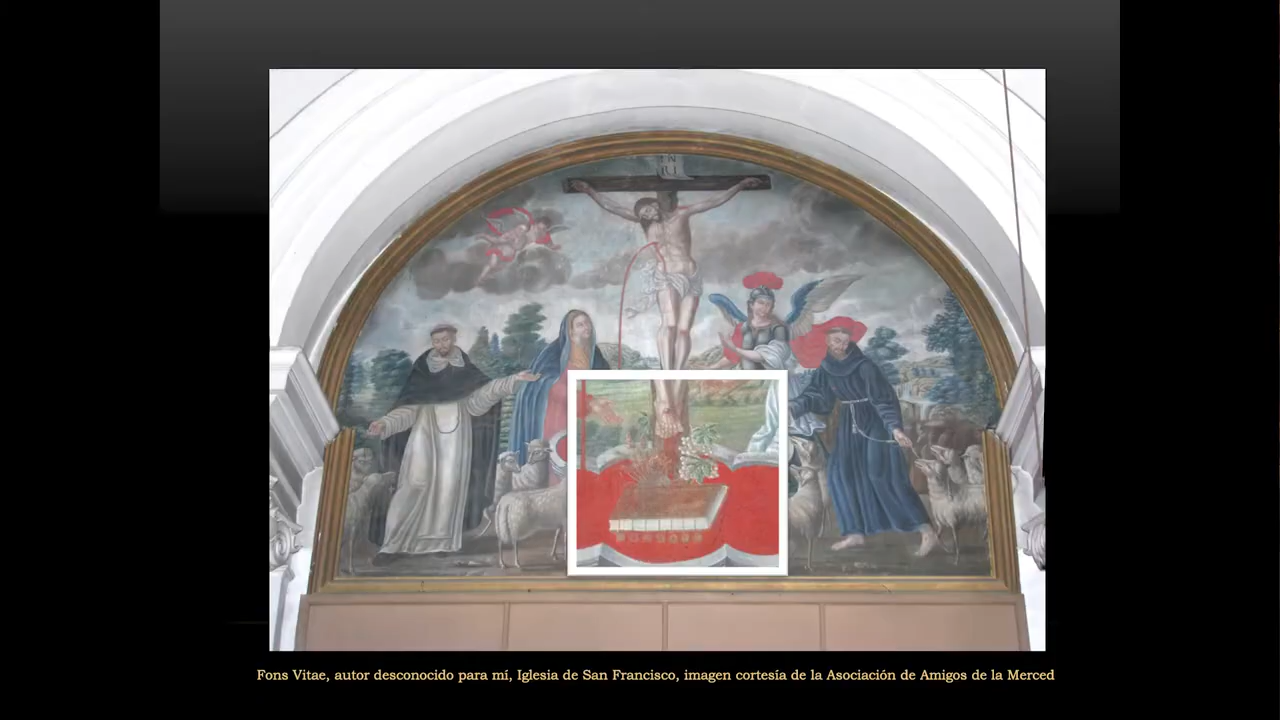 Fons Vitae, autor desconocido para mí, Iglesia de San Francisco, imagen cortesía de la Asociación de Amigos de la Merced